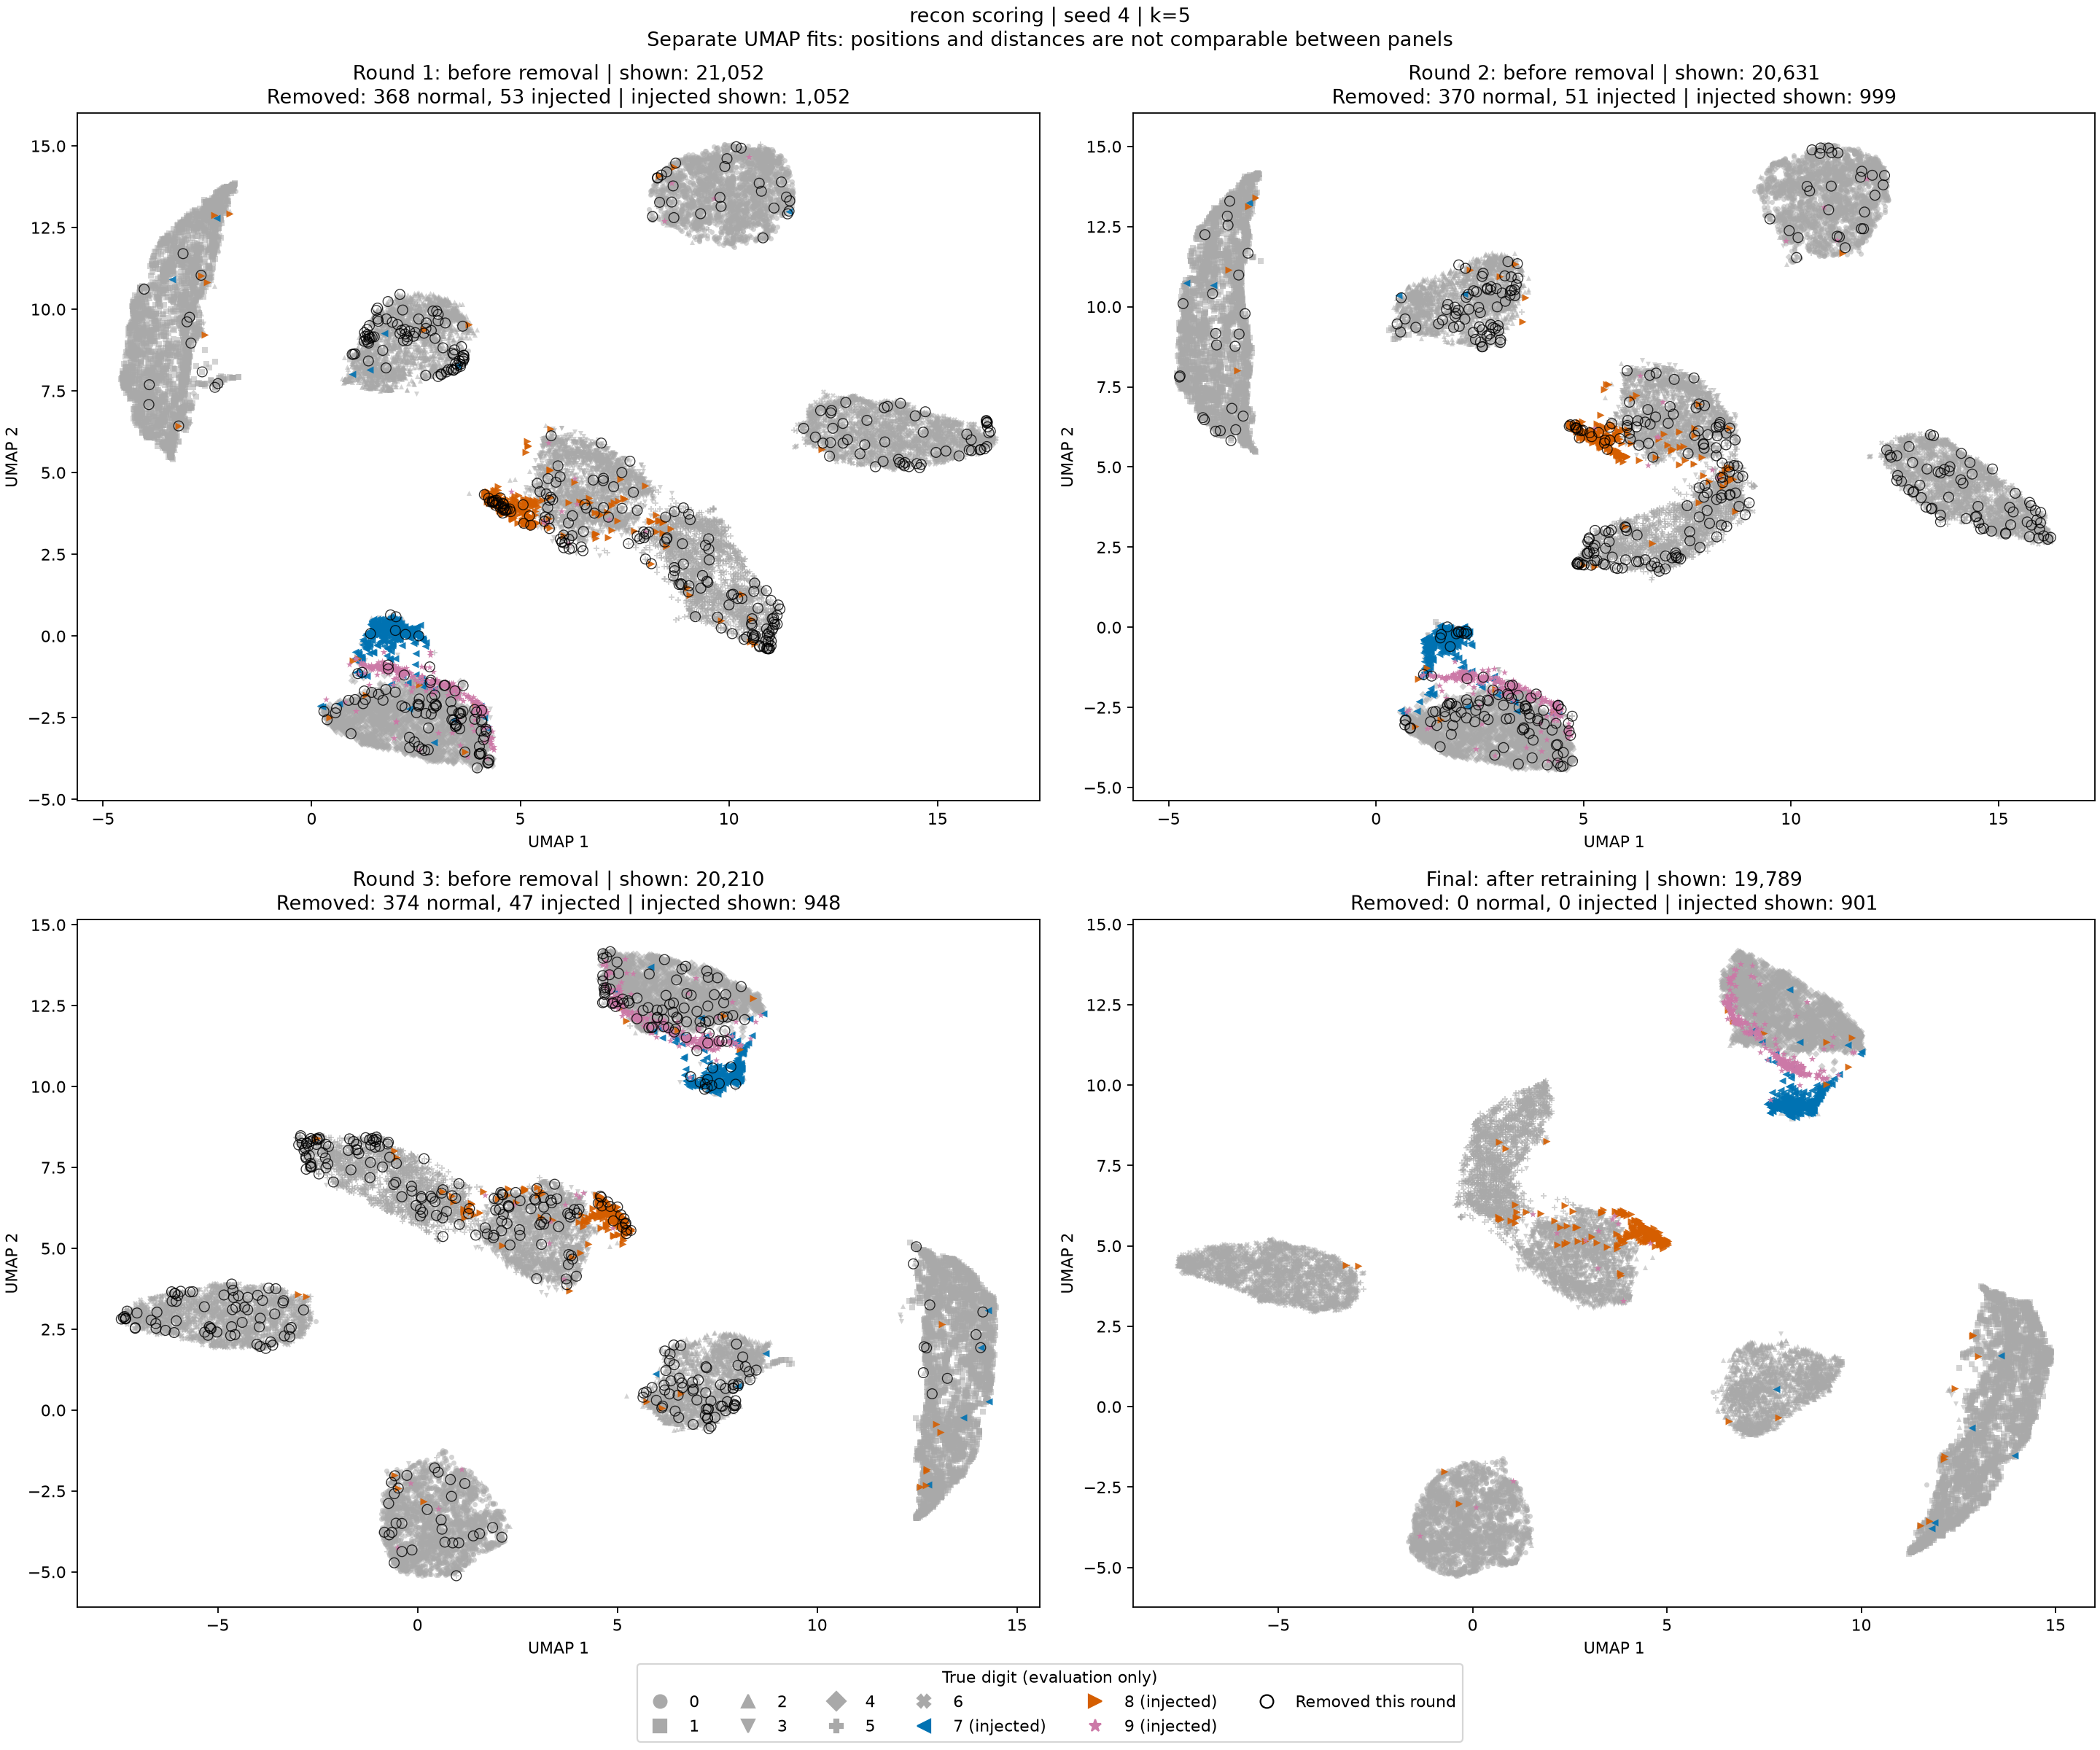 recon scoring | seed 4 | k=5
Separate UMAP fits: positions and distances are not comparable between panels
Round 1: before removal | shown: 21,052
Removed: 368 normal, 53 injected | injected shown: 1,052
15.0
12.5
10.0
7.5
5.0
2.5
0.0
−2.5
−5.0
UMAP 2
−5
0
5
10
15
UMAP 1
Round 2: before removal | shown: 20,631
Removed: 370 normal, 51 injected | injected shown: 999
15.0
12.5
10.0
7.5
5.0
2.5
0.0
−2.5
−5.0
UMAP 2
−5
0
5
10
15
UMAP 1
Round 3: before removal | shown: 20,210
Removed: 374 normal, 47 injected | injected shown: 948
15.0
12.5
10.0
7.5
5.0
2.5
0.0
−2.5
−5.0
UMAP 2
−5
0
5
10
15
UMAP 1
Final: after retraining | shown: 19,789
Removed: 0 normal, 0 injected | injected shown: 901
15.0
12.5
10.0
7.5
5.0
2.5
0.0
−2.5
−5.0
UMAP 2
−5
0
5
10
15
UMAP 1
True digit (evaluation only)
0 2 4 6 8 (injected) Removed this round
1 3 5 7 (injected) 9 (injected)